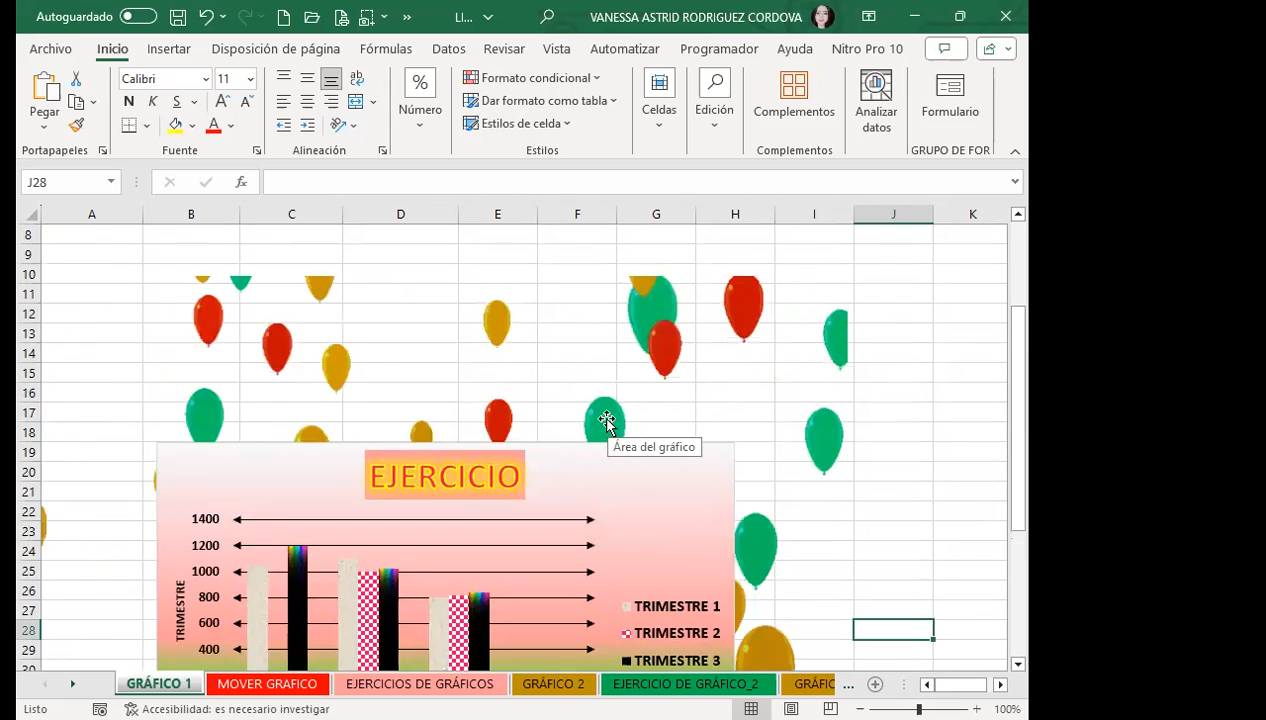 Autoguardado LI... VANESSA ASTRID RODRIGUEZ CORDOVA
Archivo Inicio Insertar Disposición de página Fórmulas Datos Revisar Vista Automatizar Programador Ayuda Nitro Pro 10
Pegar
Calibri 11
N K S A A
A
ab
%
Número
Formato condicional
Dar formato como tabla
Estilos de celda
Celdas
Edición
Complementos
Analizar
datos
Formulario
Portapapeles Fuente Alineación Estilos Complementos GRUPO DE FOR
J28 fx
A B C D E F G H I J K
8
9
10
11
12
13
14
15
16
17
18
Área del gráfico
19
20
21
22
23
24
25
26
27
28
29
30
EJERCICIO
1400
1200
1000
800
600
400
TRIMESTRE
TRIMESTRE 1
TRIMESTRE 2
TRIMESTRE 3
GRÁFICO 1 MOVER GRAFICO EJERCICIOS DE GRÁFICOS GRÁFICO 2 EJERCICIO DE GRÁFICO_2 GRÁFIC ...
Listo Accesibilidad: es necesario investigar 100%